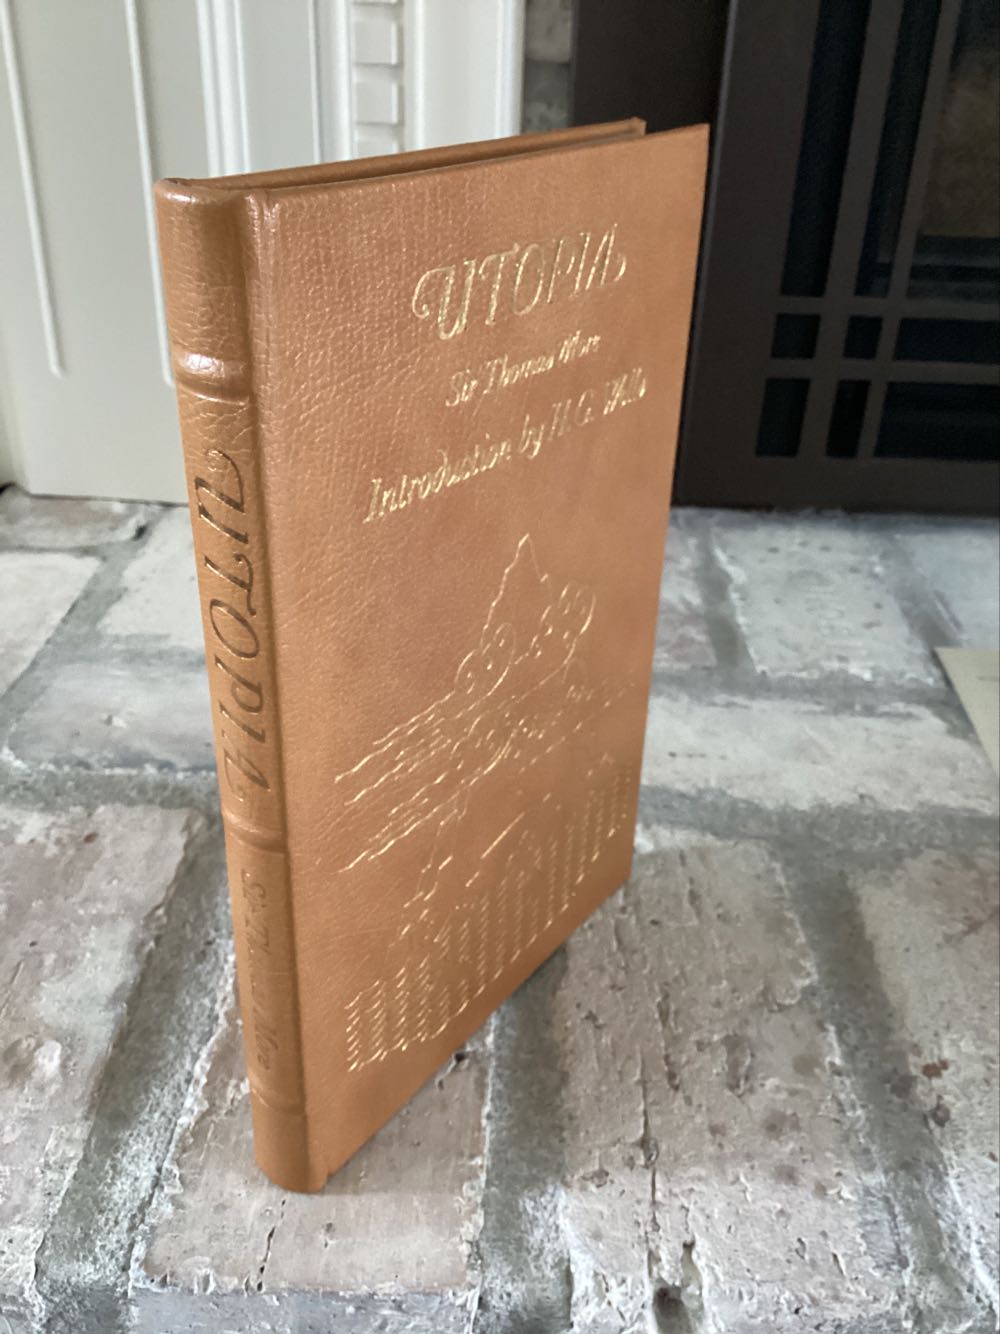 UTOPIA
Sir Thomas More
Introduction by H. G. Wells
UTOPIA
Sir Thomas More